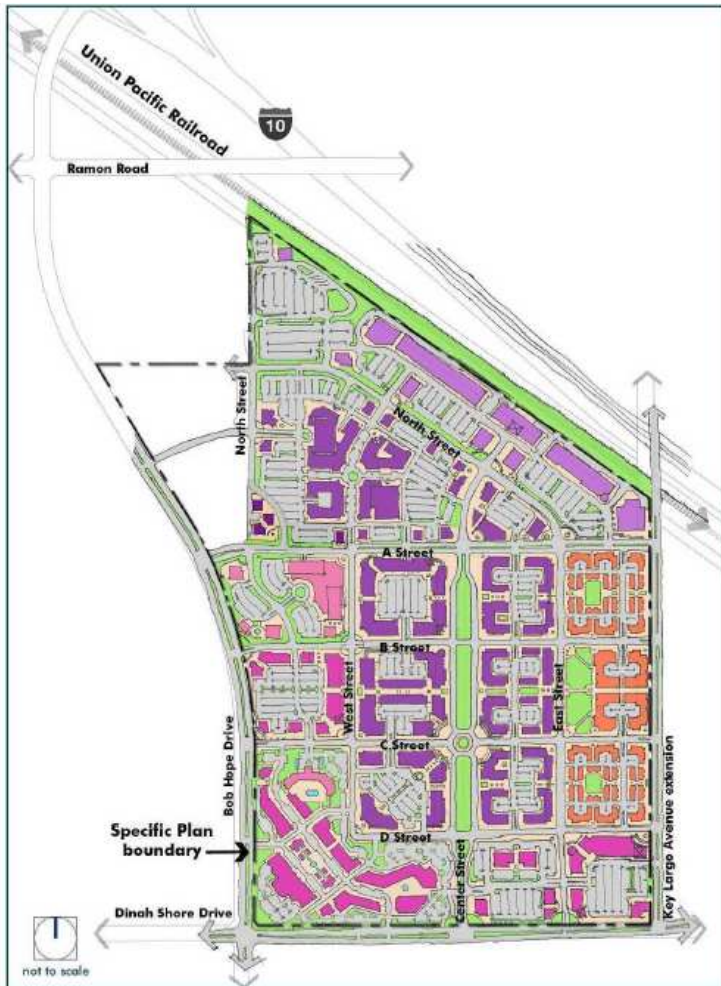 Union Pacific Railroad
10
Ramon Road
North Street
North Street
A Street
B Street
West Street
East Street
C Street
Bob Hope Drive
Key Largo Avenue extension
Specific Plan
boundary
D Street
Center Street
Dinah Shore Drive
not to scale